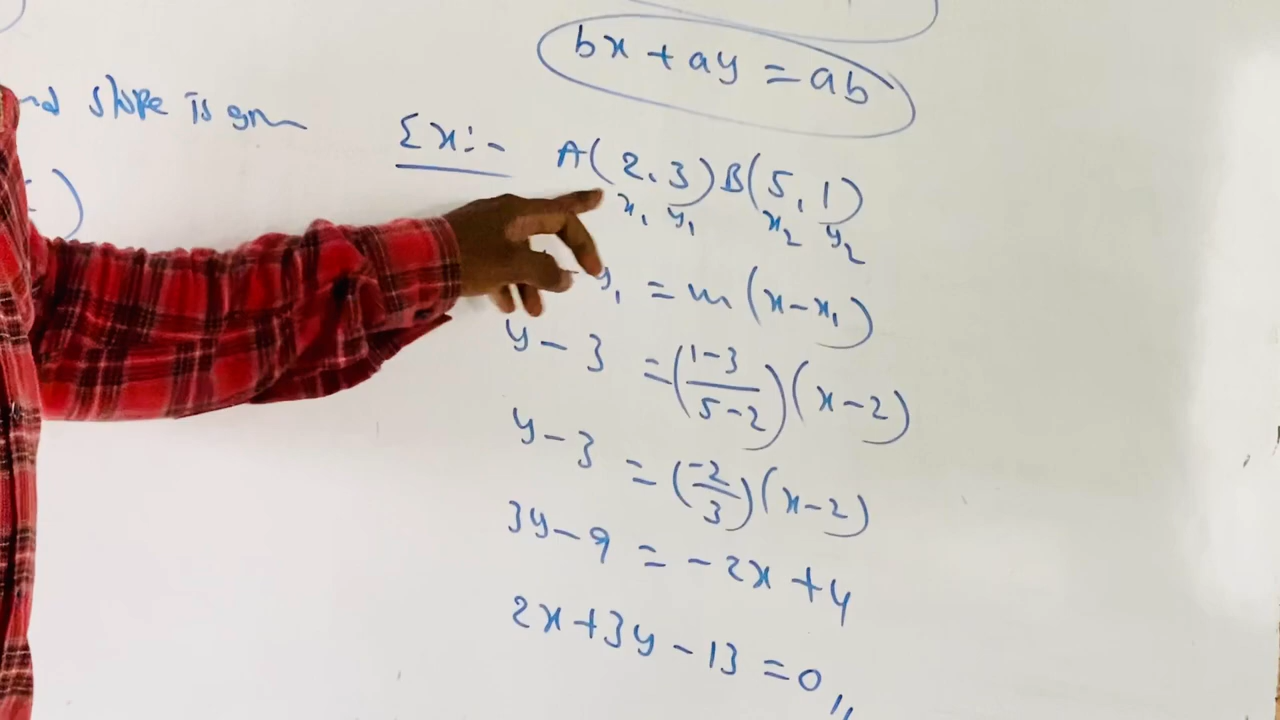 bx + ay = ab
slope is
Ex:- A(2, 3) B(5, 1)
x₁ y₁ x₂ y₂
y₁ = m(x-x₁)
y-3 = (1-3/5-2)(x-2)
y-3 = (-2/3)(x-2)
3y-9 = -2x+4
2x+3y-13=0,,